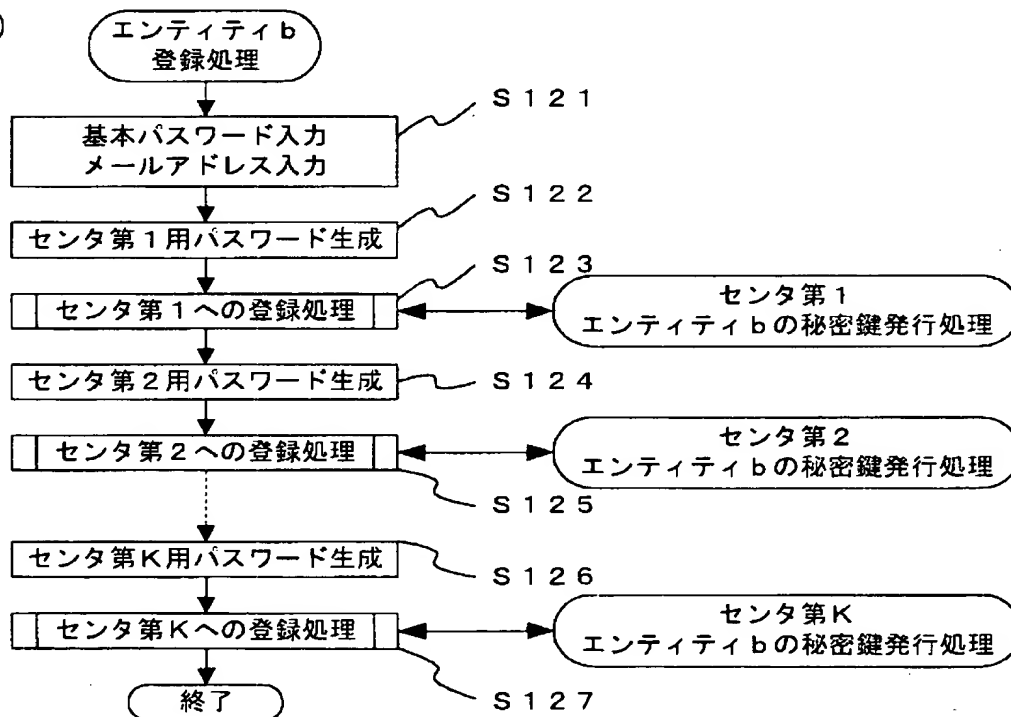 )
エンティティb
登録処理
S121
基本パスワード入力
メールアドレス入力
S122
センタ第1用パスワード生成
S123
センタ第1への登録処理
センタ第1
エンティティbの秘密鍵発行処理
センタ第2用パスワード生成
S124
センタ第2への登録処理
センタ第2
エンティティbの秘密鍵発行処理
S125
センタ第K用パスワード生成
S126
センタ第Kへの登録処理
センタ第K
エンティティbの秘密鍵発行処理
終了
S127